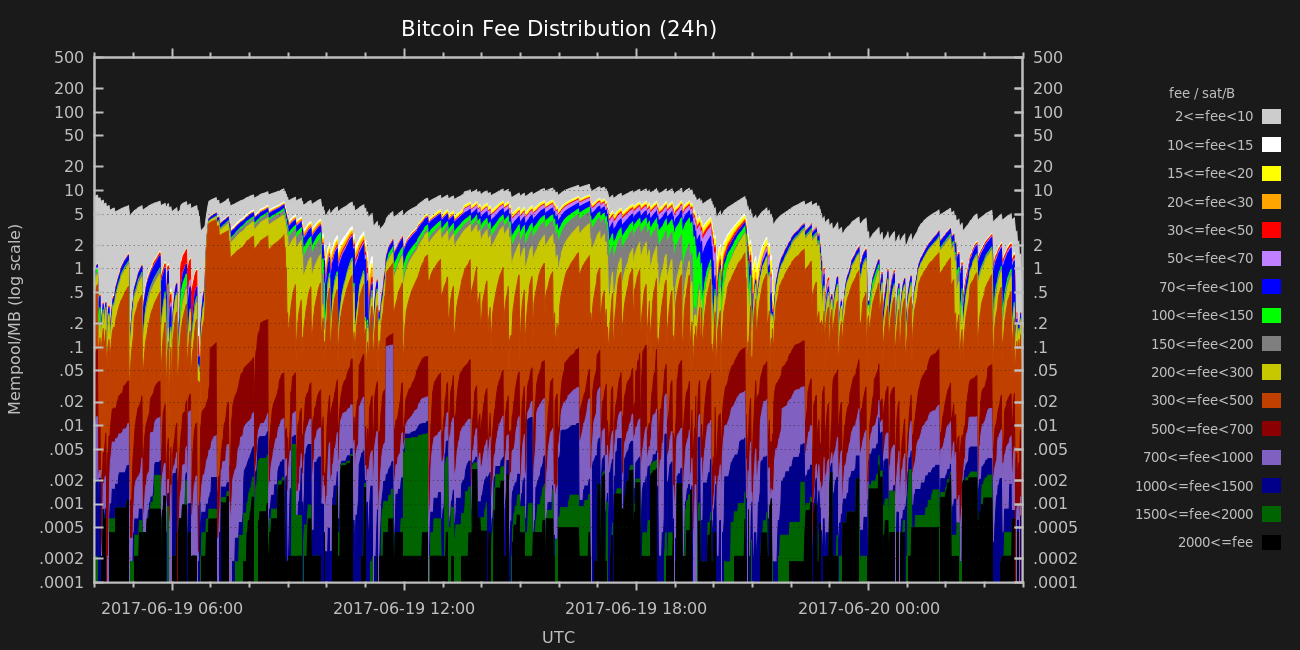 Bitcoin Fee Distribution (24h)
500
200
100
50
20
10
5
2
1
.5
.2
.1
.05
.02
.01
.005
.002
.001
.0005
.0002
.0001
Mempool/MB (log scale)
500
200
100
50
20
10
5
2
1
.5
.2
.1
.05
.02
.01
.005
.002
.001
.0005
.0002
.0001
2017-06-19 06:00
2017-06-19 12:00
2017-06-19 18:00
2017-06-20 00:00
UTC
fee / sat/B
2<=fee<10
10<=fee<15
15<=fee<20
20<=fee<30
30<=fee<50
50<=fee<70
70<=fee<100
100<=fee<150
150<=fee<200
200<=fee<300
300<=fee<500
500<=fee<700
700<=fee<1000
1000<=fee<1500
1500<=fee<2000
2000<=fee